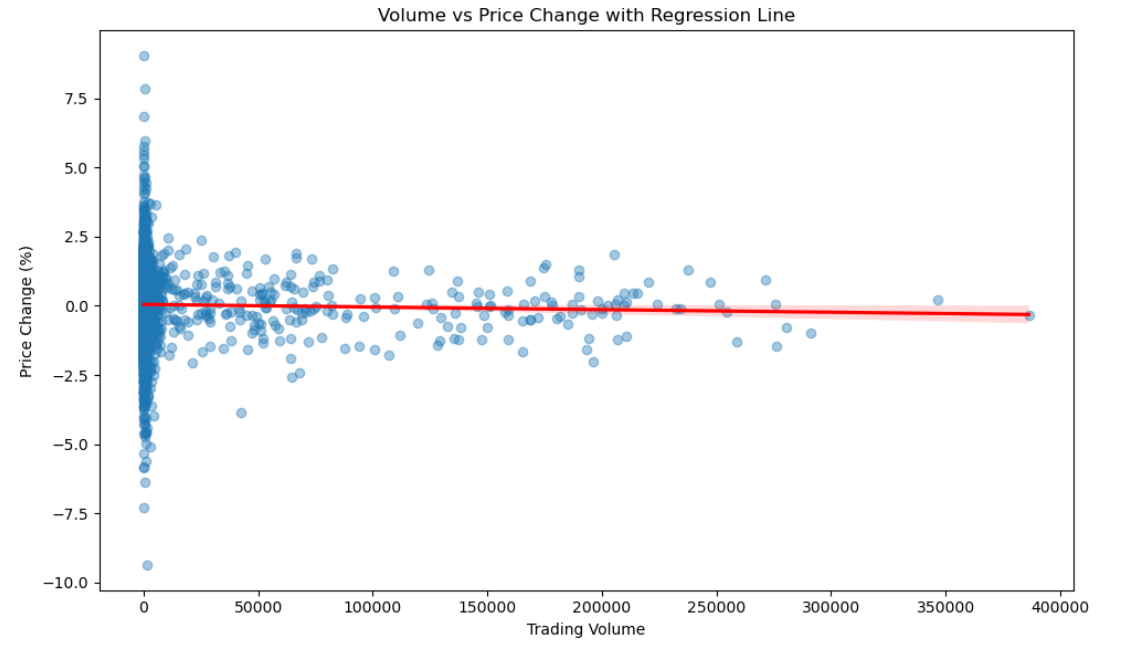 Volume vs Price Change with Regression Line
Price Change (%)
7.5
5.0
2.5
0.0
−2.5
−5.0
−7.5
−10.0
0 50000 100000 150000 200000 250000 300000 350000 400000
Trading Volume